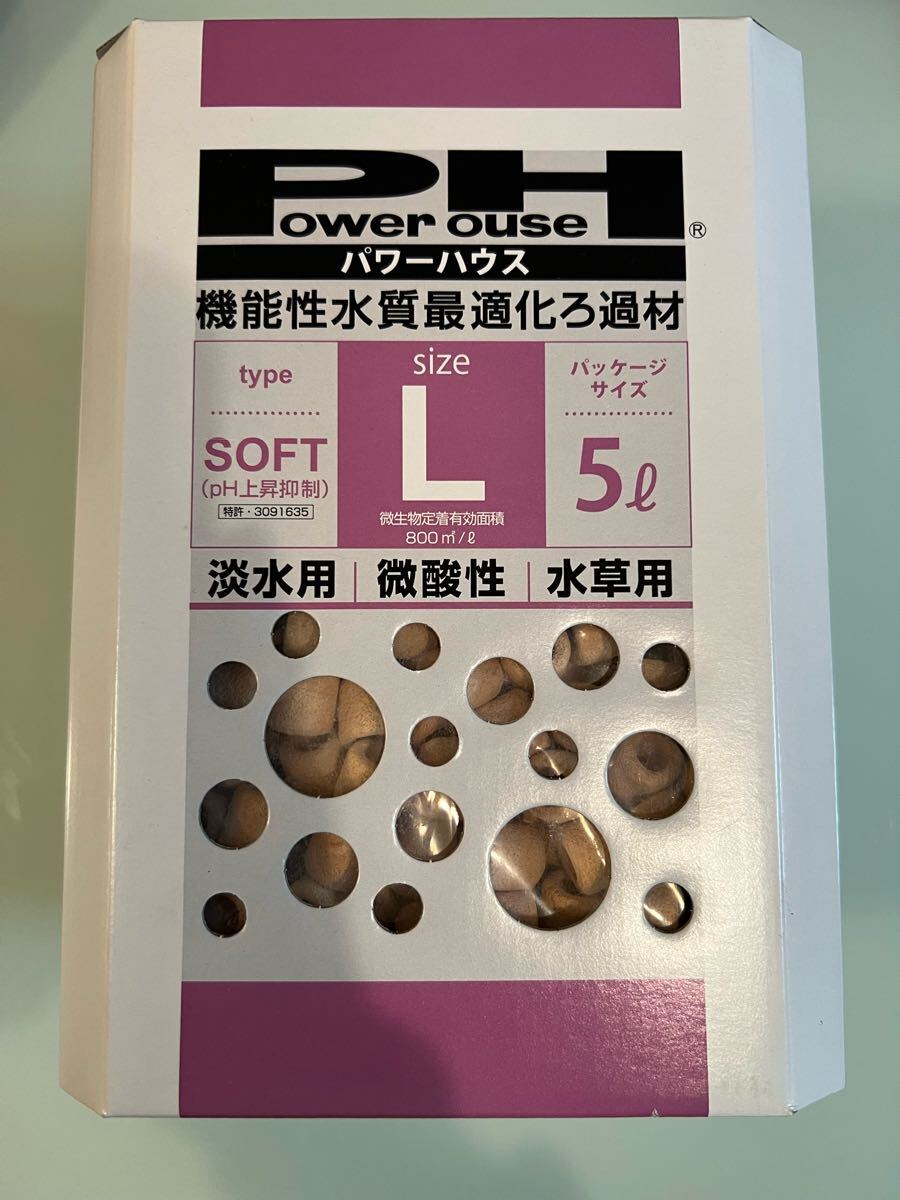 Power House®
パワーハウス
機能性水質最適化ろ過材
type
SOFT
(pH上昇抑制)
特許・3091635
size
L
微生物定着有効面積
800㎡/ℓ
パッケージ
サイズ
5ℓ
淡水用 | 微酸性 | 水草用